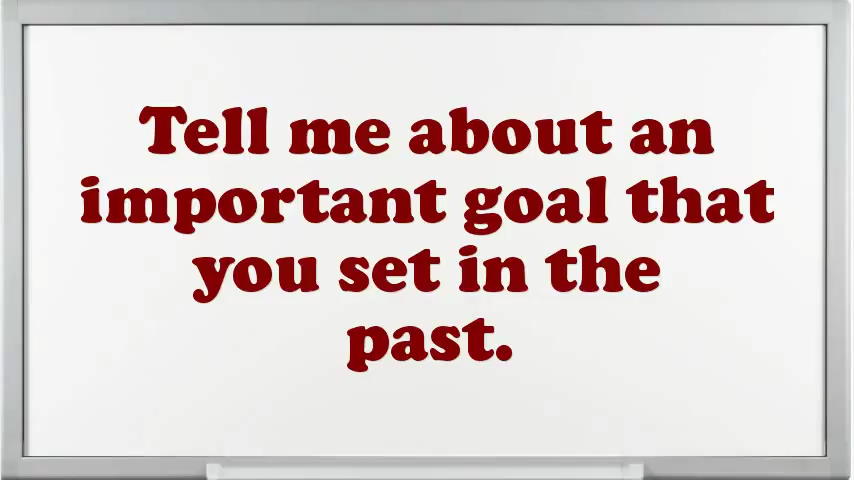 Tell me about an
important goal that
you set in the
past.